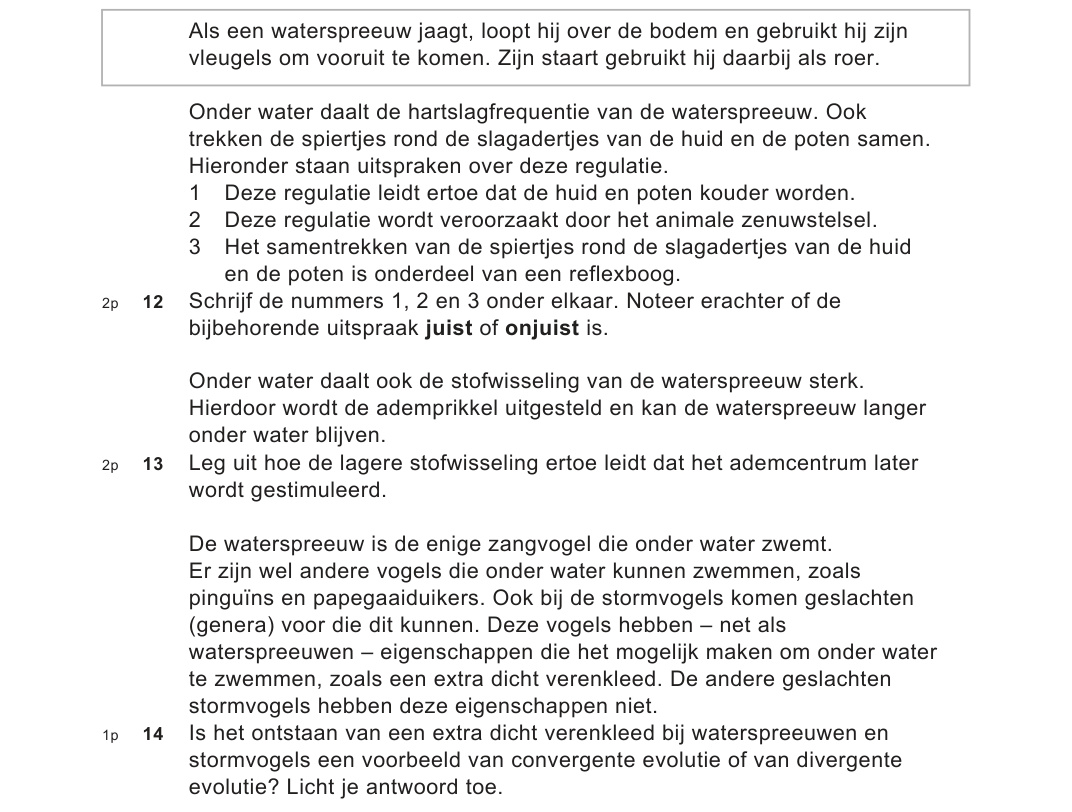 Als een waterspreeuw jaagt, loopt hij over de bodem en gebruikt hij zijn
vleugels om vooruit te komen. Zijn staart gebruikt hij daarbij als roer.
Onder water daalt de hartslagfrequentie van de waterspreeuw. Ook
trekken de spiertjes rond de slagadertjes van de huid en de poten samen.
Hieronder staan uitspraken over deze regulatie.
1 Deze regulatie leidt ertoe dat de huid en poten kouder worden.
2 Deze regulatie wordt veroorzaakt door het animale zenuwstelsel.
3 Het samentrekken van de spiertjes rond de slagadertjes van de huid
en de poten is onderdeel van een reflexboog.
2p 12 Schrijf de nummers 1, 2 en 3 onder elkaar. Noteer erachter of de
bijbehorende uitspraak juist of onjuist is.
Onder water daalt ook de stofwisseling van de waterspreeuw sterk.
Hierdoor wordt de ademprikkel uitgesteld en kan de waterspreeuw langer
onder water blijven.
2p 13 Leg uit hoe de lagere stofwisseling ertoe leidt dat het ademcentrum later
wordt gestimuleerd.
De waterspreeuw is de enige zangvogel die onder water zwemt.
Er zijn wel andere vogels die onder water kunnen zwemmen, zoals
pinguïns en papegaaiduikers. Ook bij de stormvogels komen geslachten
(genera) voor die dit kunnen. Deze vogels hebben – net als
waterspreeuwen – eigenschappen die het mogelijk maken om onder water
te zwemmen, zoals een extra dicht verenkleed. De andere geslachten
stormvogels hebben deze eigenschappen niet.
1p 14 Is het ontstaan van een extra dicht verenkleed bij waterspreeuwen en
stormvogels een voorbeeld van convergente evolutie of van divergente
evolutie? Licht je antwoord toe.